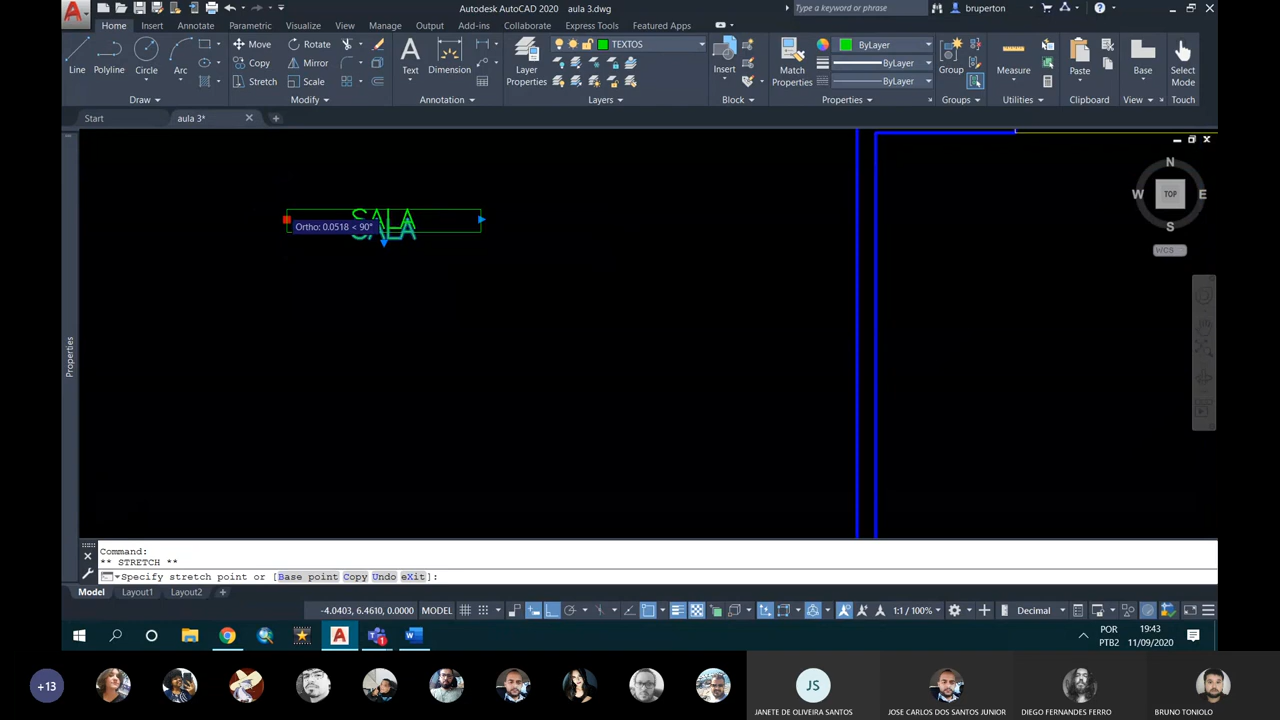 Autodesk AutoCAD 2020 aula 3.dwg
Type a keyword or phrase
bruperton
Home Insert Annotate Parametric View Manage Output Add-ins Collaborate Express Tools Featured Apps
Line Polyline Circle Arc
Move Rotate
Copy Mirror
Stretch Scale
Text Dimension
Layer
Properties
TEXTOS
Insert
Match
Properties
ByLayer
ByLayer
ByLayer
Group
Measure
Paste
Base
Select
Mode
Draw Modify Annotation Layers Block Properties Groups Utilities Clipboard View Touch
Start aula 3*
N
W TOP E
S
WCS
SALA
Ortho: 0.0518 < 90°
SALA
Properties
Command:
** STRETCH **
Specify stretch point or [Base point Copy Undo eXit]:
Model Layout1 Layout2 +
-4.0403, 6.4610, 0.0000 MODEL 1:1 / 100% Decimal
1
POR
PTB2
19:43
11/09/2020
+13
JS
JANETE DE OLIVEIRA SANTOS
JOSE CARLOS DOS SANTOS JUNIOR
DIEGO FERNANDES FERRO
BRUNO TONIOLO